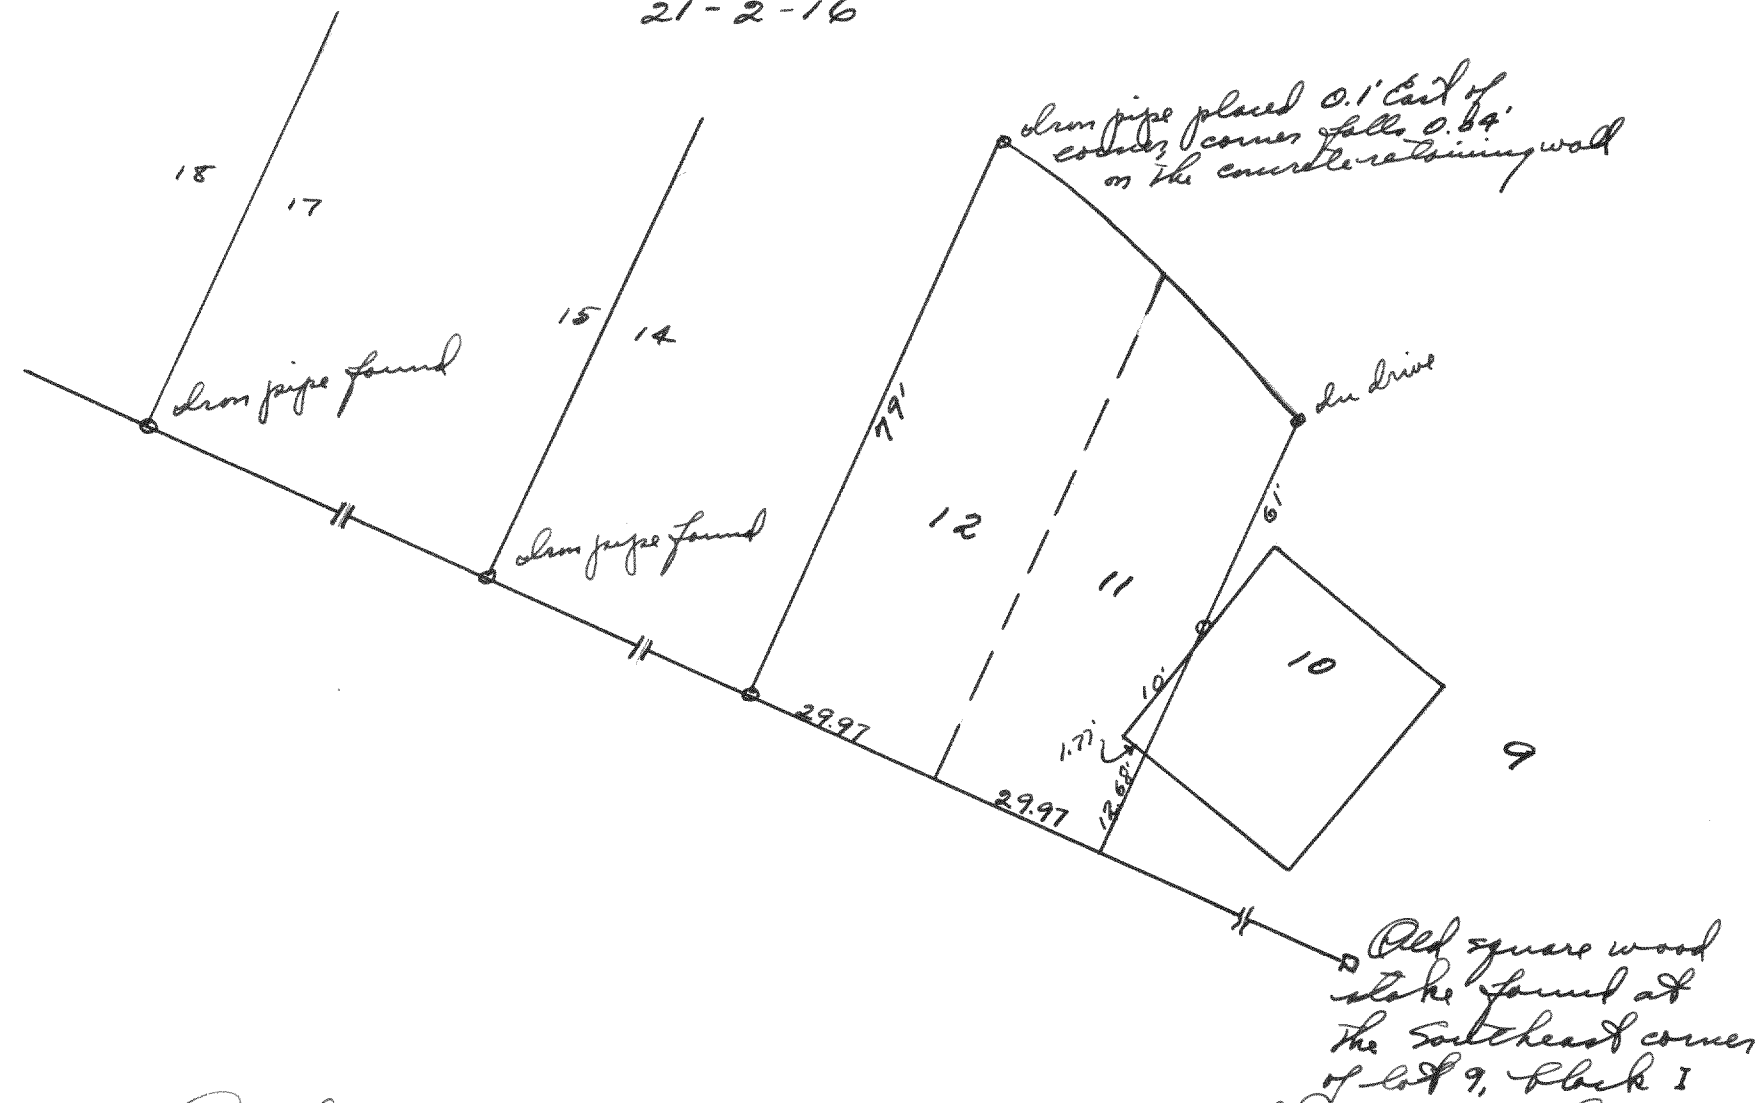 21-2-16
Iron pipe placed 0.1' East of
corner, corner falls 0.64'
on the concrete retaining wall
18
17
15
14
Iron pipe found
In drive
79'
61'
Iron pipe found
12
11
10
10'
29.97
1.77'
9
12.68'
29.97
Old square wood
stake found at
the Southeast corner
of lot 9, block I